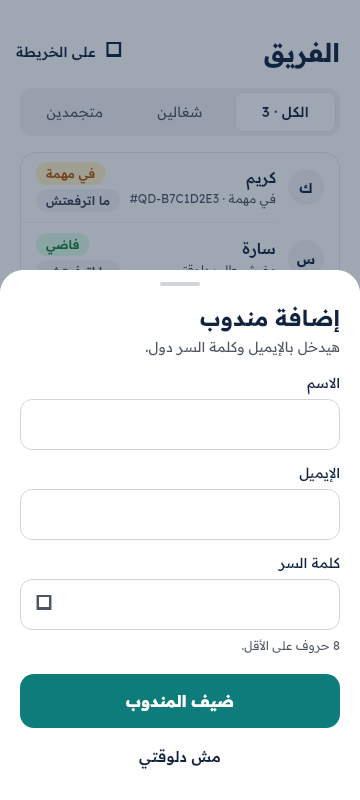 الفريق
على الخريطة
الكل · 3
شغالين
متجمدين
ك
كريم
في مهمة · #QD-B7C1D2E3
في مهمة
ما اترفعتش
س
سارة
فاضي
إضافة مندوب
هيدخل بالإيميل وكلمة السر دول.
الاسم
الإيميل
كلمة السر
8 حروف على الأقل.
ضيف المندوب
مش دلوقتي